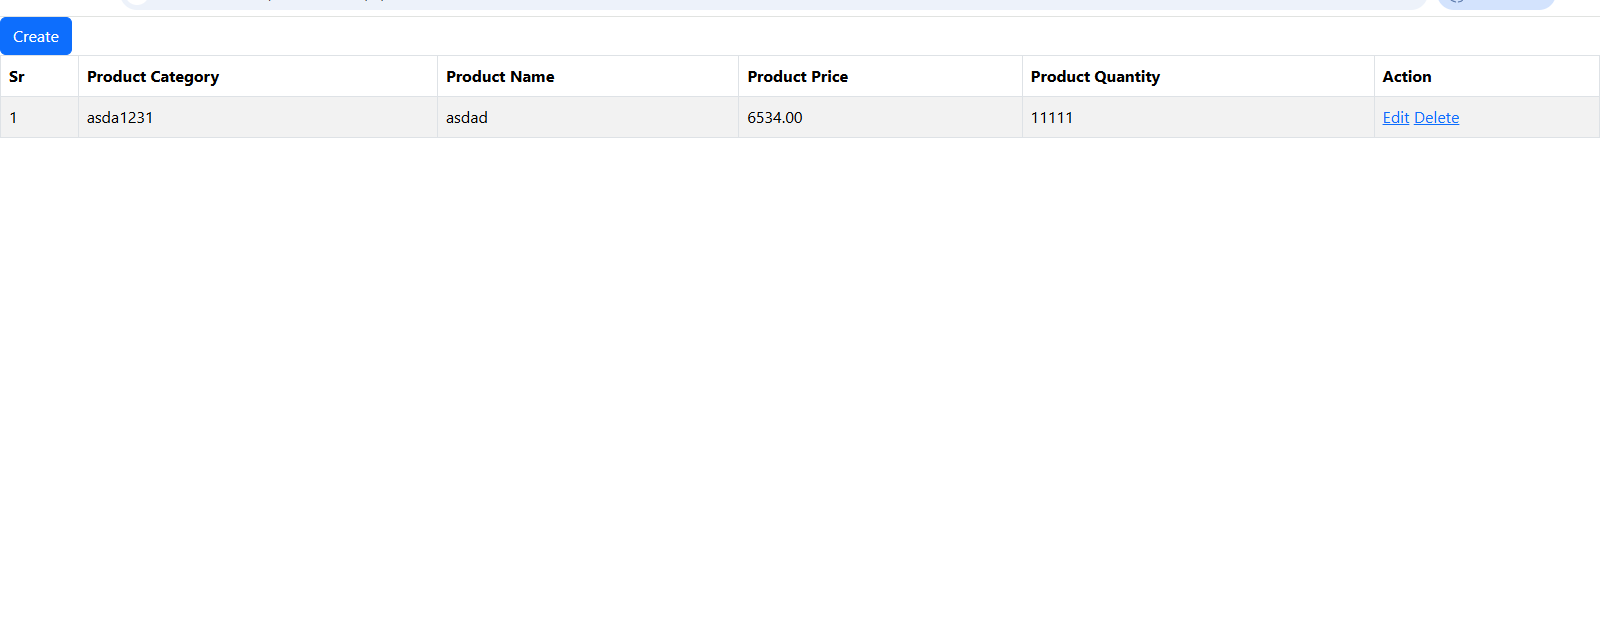 Create
Sr Product Category Product Name Product Price Product Quantity Action
1 asda1231 asdad 6534.00 11111 Edit Delete